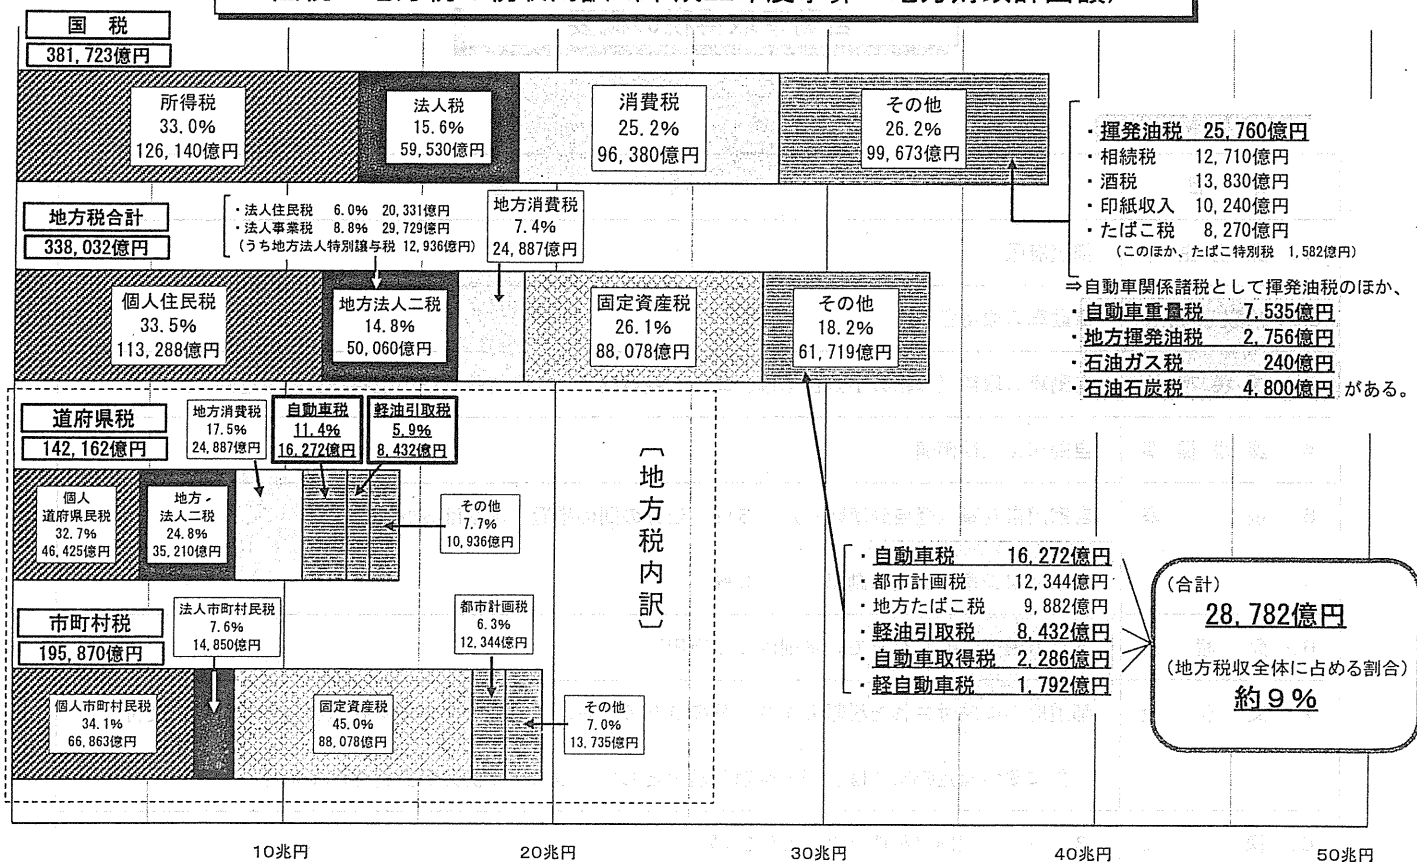 国　税
381,723億円
所得税
33.0%
126,140億円
法人税
15.6%
59,530億円
消費税
25.2%
96,380億円
その他
26.2%
99,673億円
・揮発油税　25,760億円
・相続税　12,710億円
・酒税　13,830億円
・印紙収入　10,240億円
・たばこ税　8,270億円
（このほか、たばこ特別税　1,582億円）
⇒自動車関係諸税として揮発油税のほか、
・自動車重量税　7,535億円
・地方揮発油税　2,756億円
・石油ガス税　240億円
・石油石炭税　4,800億円 がある。
地方税合計
338,032億円
・法人住民税　6.0%　20,331億円
・法人事業税　8.8%　29,729億円
（うち地方法人特別譲与税 12,936億円）
地方消費税
7.4%
24,887億円
個人住民税
33.5%
113,288億円
地方法人二税
14.8%
50,060億円
固定資産税
26.1%
88,078億円
その他
18.2%
61,719億円
道府県税
142,162億円
地方消費税
17.5%
24,887億円
自動車税
11.4%
16,272億円
軽油引取税
5.9%
8,432億円
個人
道府県民税
32.7%
46,425億円
地方
法人二税
24.8%
35,210億円
その他
7.7%
10,936億円
〔地方税内訳〕
市町村税
195,870億円
法人市町村民税
7.6%
14,850億円
都市計画税
6.3%
12,344億円
個人市町村民税
34.1%
66,863億円
固定資産税
45.0%
88,078億円
その他
7.0%
13,735億円
・自動車税　16,272億円
・都市計画税　12,344億円
・地方たばこ税　9,882億円
・軽油引取税　8,432億円
・自動車取得税　2,286億円
・軽自動車税　1,792億円
（合計）
28,782億円
（地方税収全体に占める割合）
約９％
10兆円
20兆円
30兆円
40兆円
50兆円